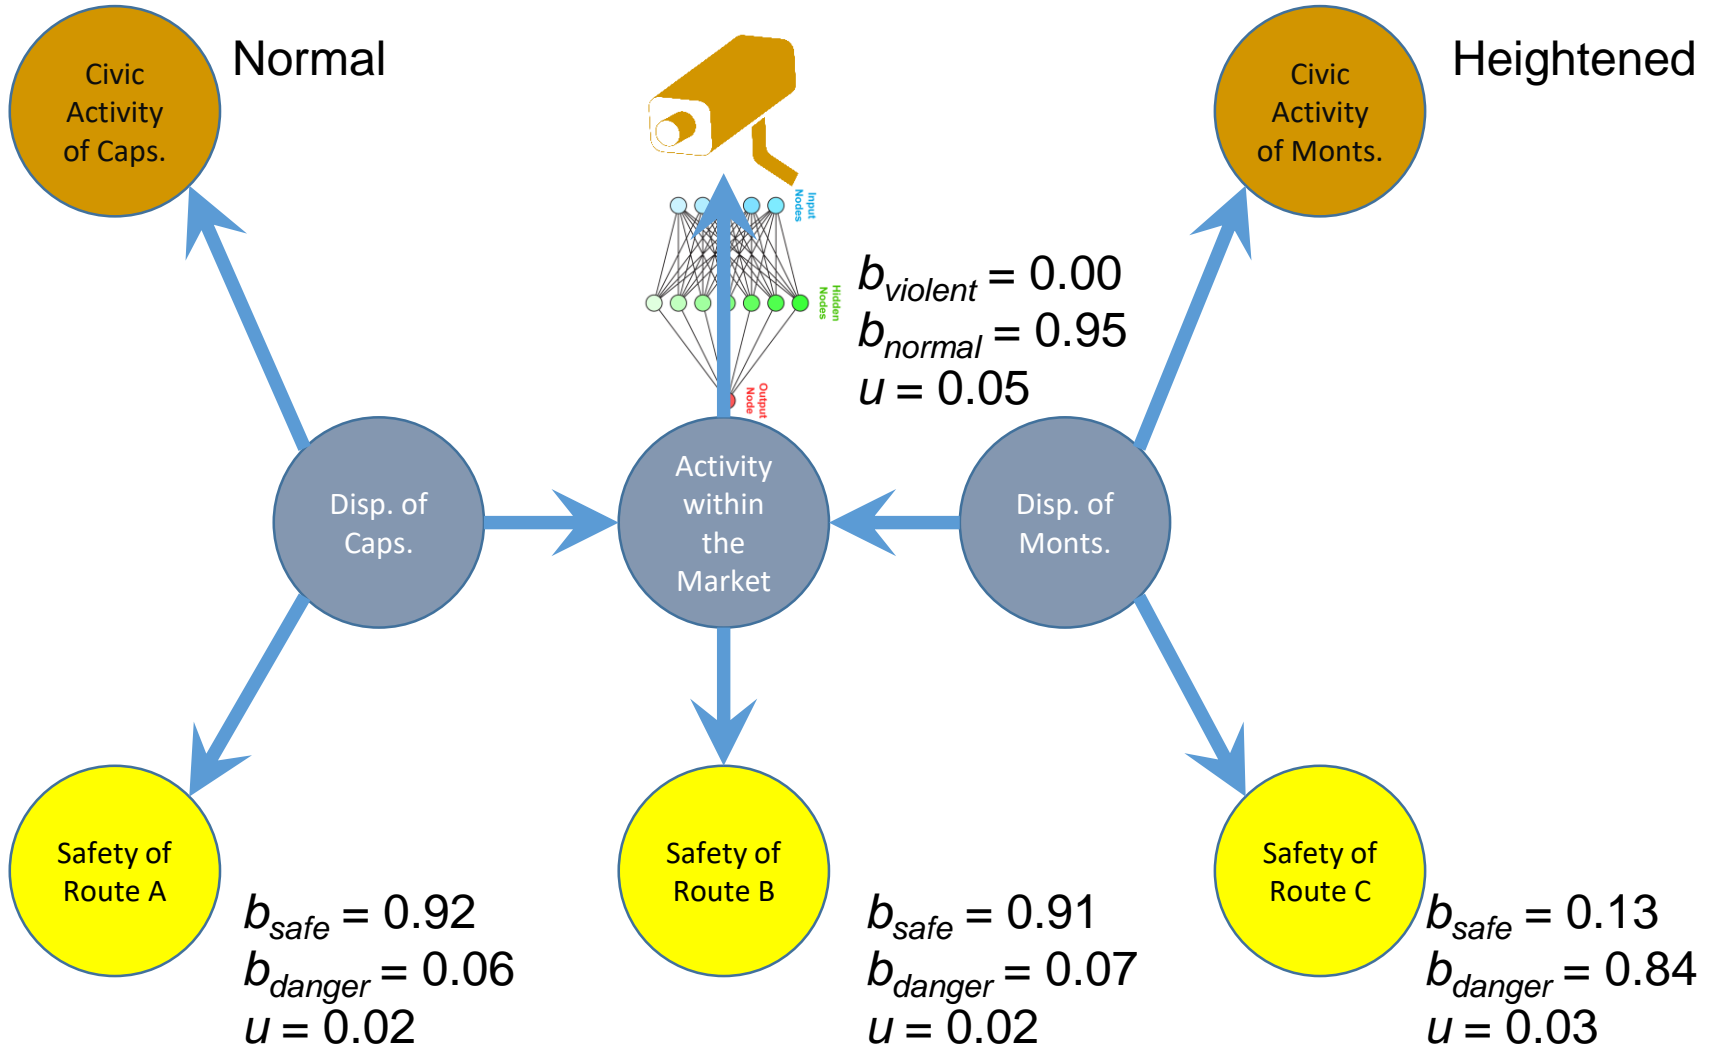 Civic
Activity
of Caps.
Normal
Civic
Activity
of Monts.
Heightened
Input
Nodes
Hidden
Nodes
Output
Node
b_violent = 0.00
b_normal = 0.95
u = 0.05
Disp. of
Caps.
Activity
within
the
Market
Disp. of
Monts.
Safety of
Route A
b_safe = 0.92
b_danger = 0.06
u = 0.02
Safety of
Route B
b_safe = 0.91
b_danger = 0.07
u = 0.02
Safety of
Route C
b_safe = 0.13
b_danger = 0.84
u = 0.03